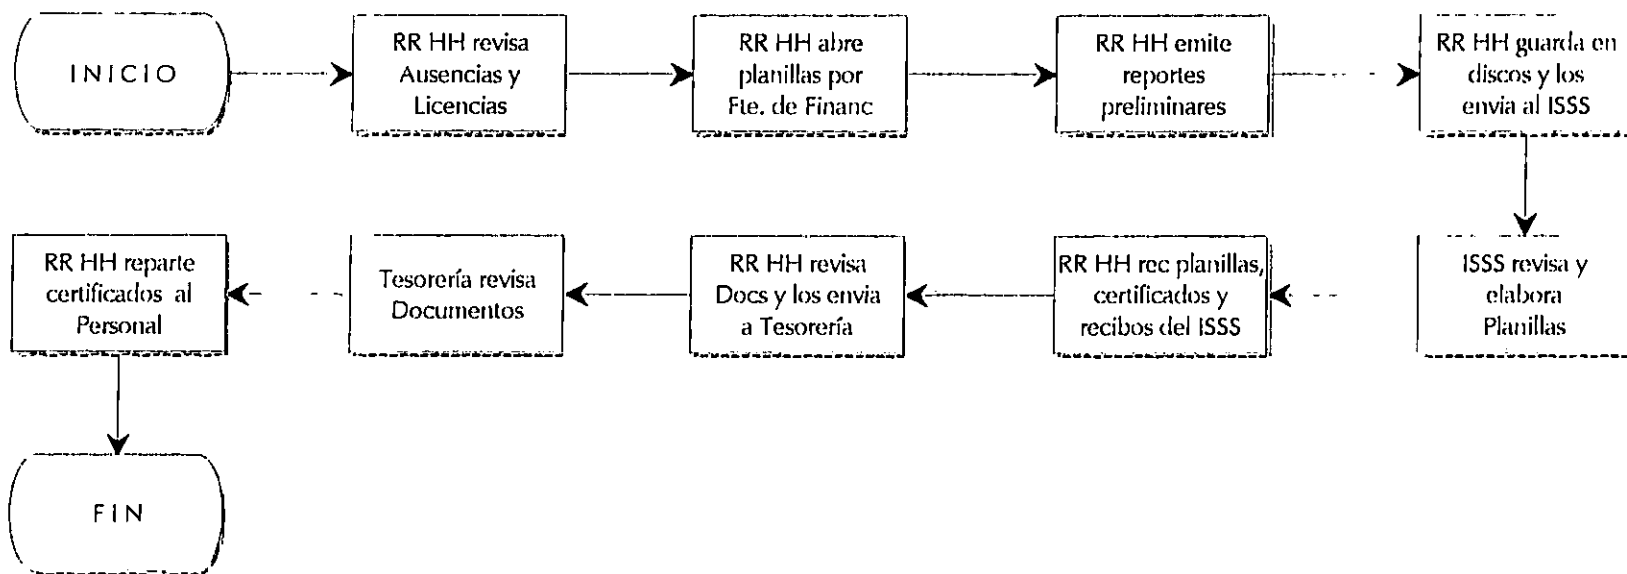 INICIO
RR HH revisa
Ausencias y
Licencias
RR HH abre
planillas por
Fte. de Financ
RR HH emite
reportes
preliminares
RR HH guarda en
discos y los
envia al ISSS
ISSS revisa y
elabora
Planillas
RR HH rec planillas,
certificados y
recibos del ISSS
RR HH revisa
Docs y los envia
a Tesorería
Tesorería revisa
Documentos
RR HH reparte
certificados al
Personal
FIN